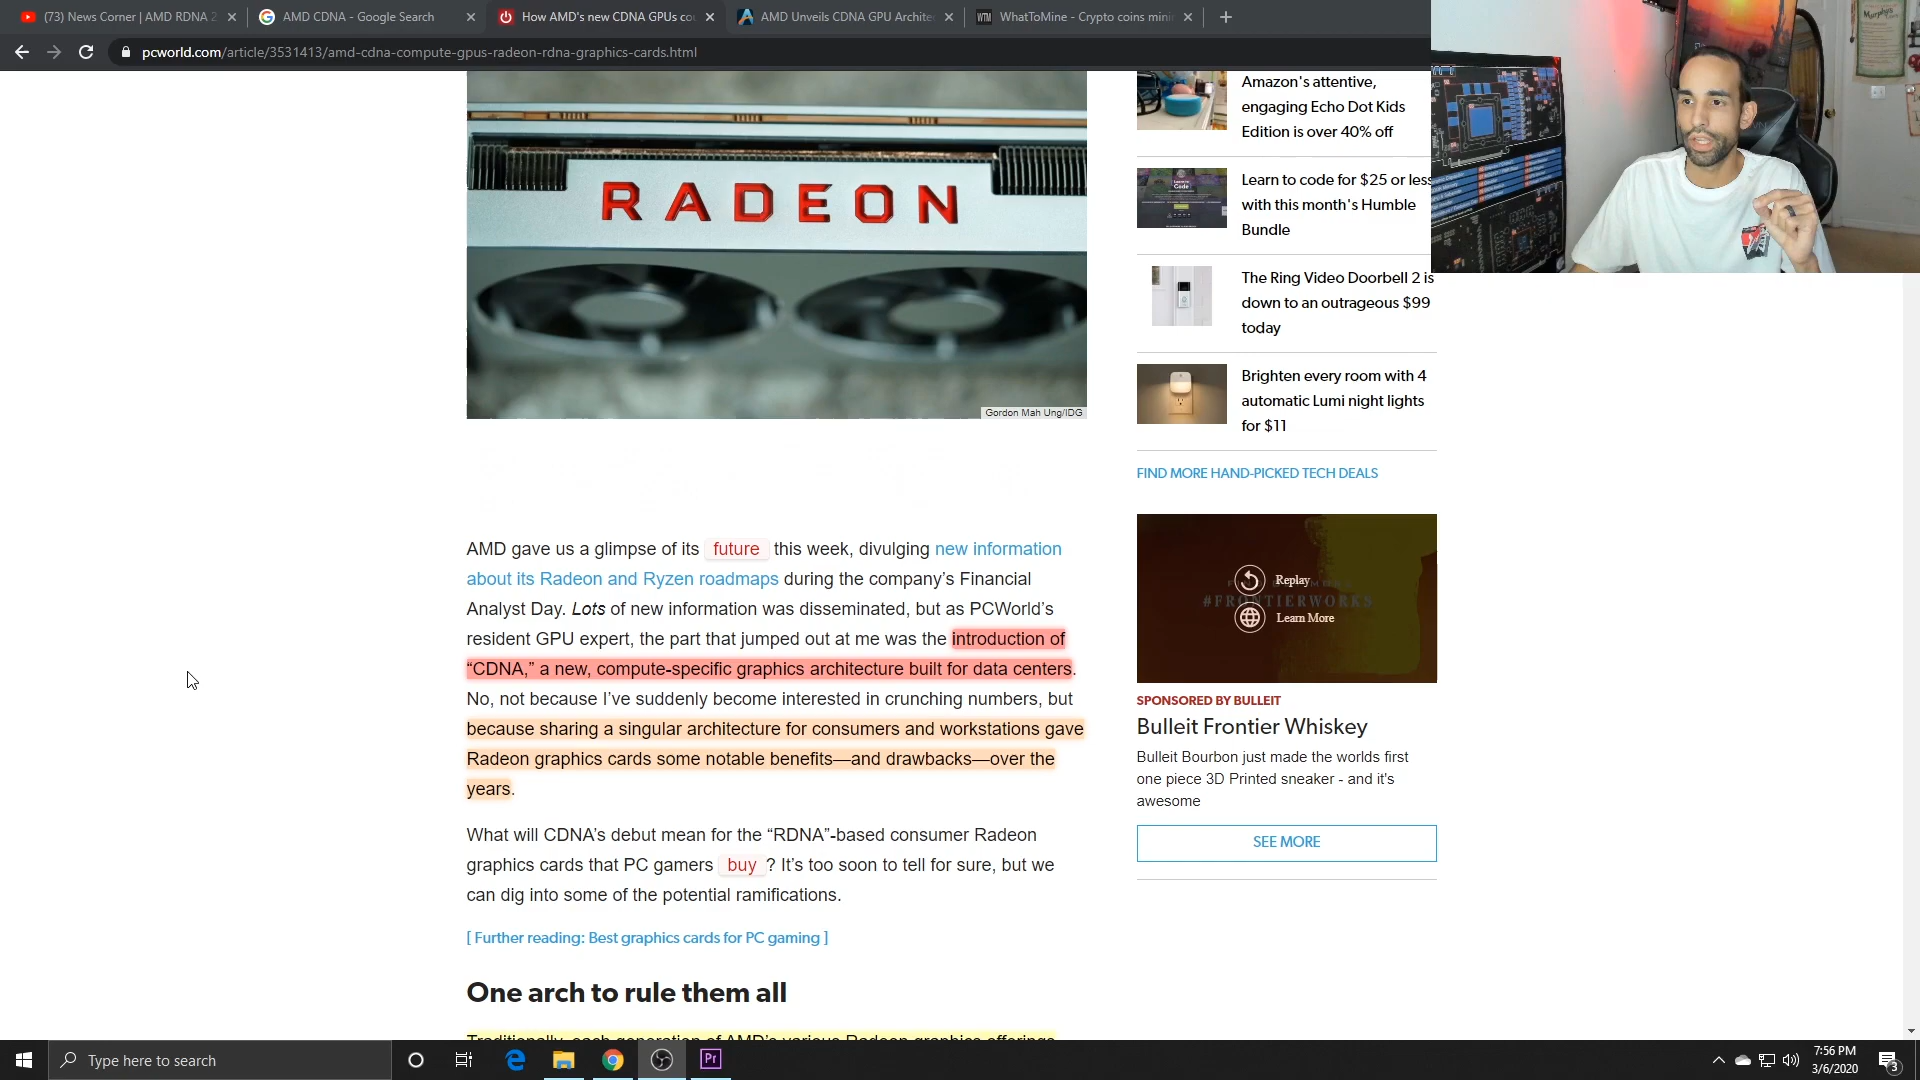 (73) News Corner | AMD RDNA 2
AMD CDNA - Google Search
How AMD's new CDNA GPUs co
AMD Unveils CDNA GPU Archite
WTM
WhatToMine - Crypto coins mini
pcworld.com/article/3531413/amd-cdna-compute-gpus-radeon-rdna-graphics-cards.html
RADEON
Gordon Mah Ung/IDG
Amazon's attentive,
engaging Echo Dot Kids
Edition is over 40% off
Learn to code for $25 or less
with this month's Humble
Bundle
The Ring Video Doorbell 2 is
down to an outrageous $99
today
Brighten every room with 4
automatic Lumi night lights
for $11
FIND MORE HAND-PICKED TECH DEALS
AMD gave us a glimpse of its future this week, divulging new information
about its Radeon and Ryzen roadmaps during the company’s Financial
Analyst Day. Lots of new information was disseminated, but as PCWorld’s
resident GPU expert, the part that jumped out at me was the introduction of
“CDNA,” a new, compute-specific graphics architecture built for data centers.
No, not because I’ve suddenly become interested in crunching numbers, but
because sharing a singular architecture for consumers and workstations gave
Radeon graphics cards some notable benefits—and drawbacks—over the
years.
What will CDNA’s debut mean for the “RDNA”-based consumer Radeon
graphics cards that PC gamers buy ? It’s too soon to tell for sure, but we
can dig into some of the potential ramifications.
[ Further reading: Best graphics cards for PC gaming ]
One arch to rule them all
Traditionally, each generation of AMD’s various Radeon graphics offerings
Replay
#FRONTIERWORKS
Learn More
SPONSORED BY BULLEIT
Bulleit Frontier Whiskey
Bulleit Bourbon just made the worlds first
one piece 3D Printed sneaker - and it's
awesome
SEE MORE
Type here to search
Pr
7:56 PM
3/6/2020
3